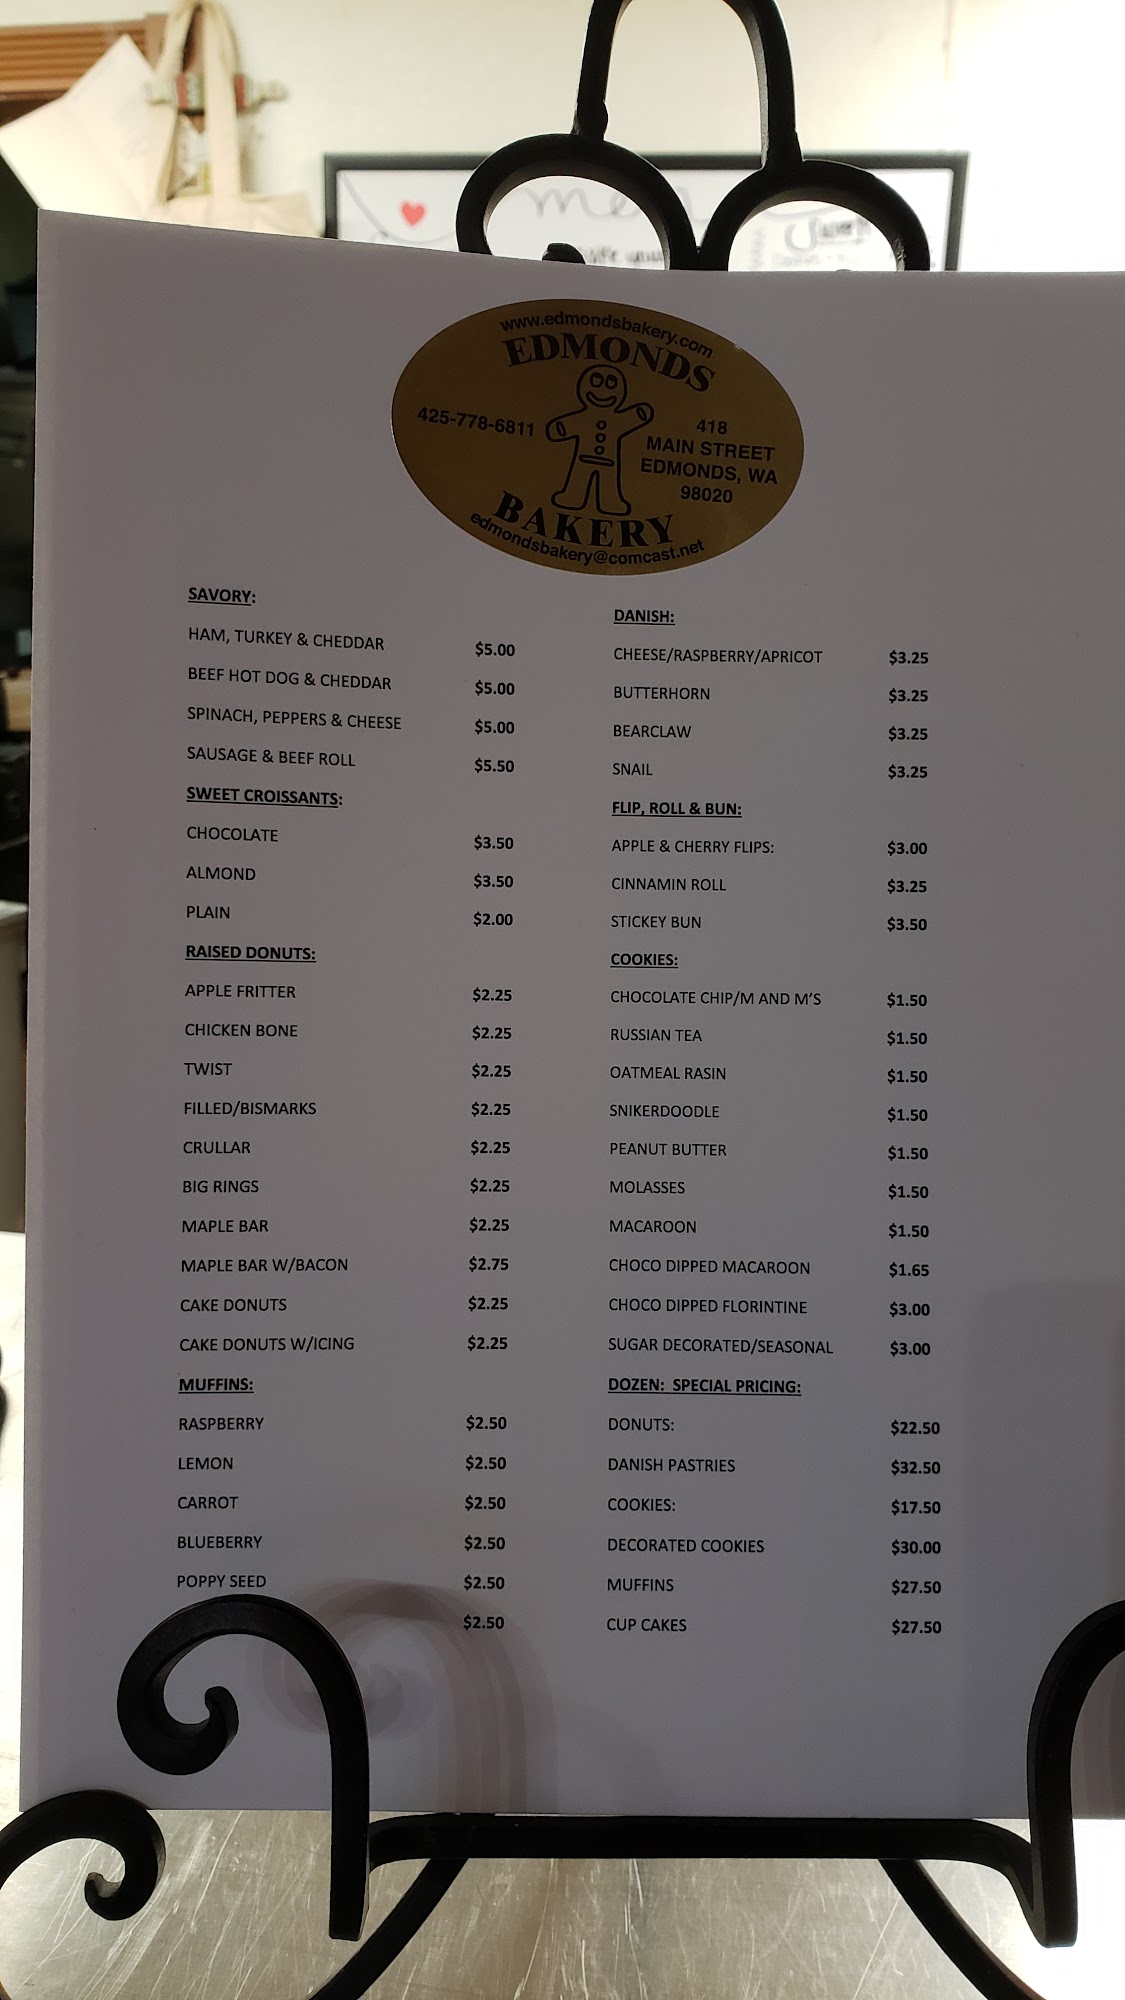 www.edmondsbakery.com
EDMONDS
425-778-6811
418
MAIN STREET
EDMONDS, WA
98020
BAKERY
edmondsbakery@comcast.net
SAVORY:
HAM, TURKEY & CHEDDAR $5.00
BEEF HOT DOG & CHEDDAR $5.00
SPINACH, PEPPERS & CHEESE $5.00
SAUSAGE & BEEF ROLL $5.50
SWEET CROISSANTS:
CHOCOLATE $3.50
ALMOND $3.50
PLAIN $2.00
RAISED DONUTS:
APPLE FRITTER $2.25
CHICKEN BONE $2.25
TWIST $2.25
FILLED/BISMARKS $2.25
CRULLAR $2.25
BIG RINGS $2.25
MAPLE BAR $2.25
MAPLE BAR W/BACON $2.75
CAKE DONUTS $2.25
CAKE DONUTS W/ICING $2.25
MUFFINS:
RASPBERRY $2.50
LEMON $2.50
CARROT $2.50
BLUEBERRY $2.50
POPPY SEED $2.50
$2.50
DANISH:
CHEESE/RASPBERRY/APRICOT $3.25
BUTTERHORN $3.25
BEARCLAW $3.25
SNAIL $3.25
FLIP, ROLL & BUN:
APPLE & CHERRY FLIPS: $3.00
CINNAMIN ROLL $3.25
STICKEY BUN $3.50
COOKIES:
CHOCOLATE CHIP/M AND M'S $1.50
RUSSIAN TEA $1.50
OATMEAL RASIN $1.50
SNIKERDOODLE $1.50
PEANUT BUTTER $1.50
MOLASSES $1.50
MACAROON $1.50
CHOCO DIPPED MACAROON $1.65
CHOCO DIPPED FLORINTINE $3.00
SUGAR DECORATED/SEASONAL $3.00
DOZEN: SPECIAL PRICING:
DONUTS: $22.50
DANISH PASTRIES $32.50
COOKIES: $17.50
DECORATED COOKIES $30.00
MUFFINS $27.50
CUP CAKES $27.50